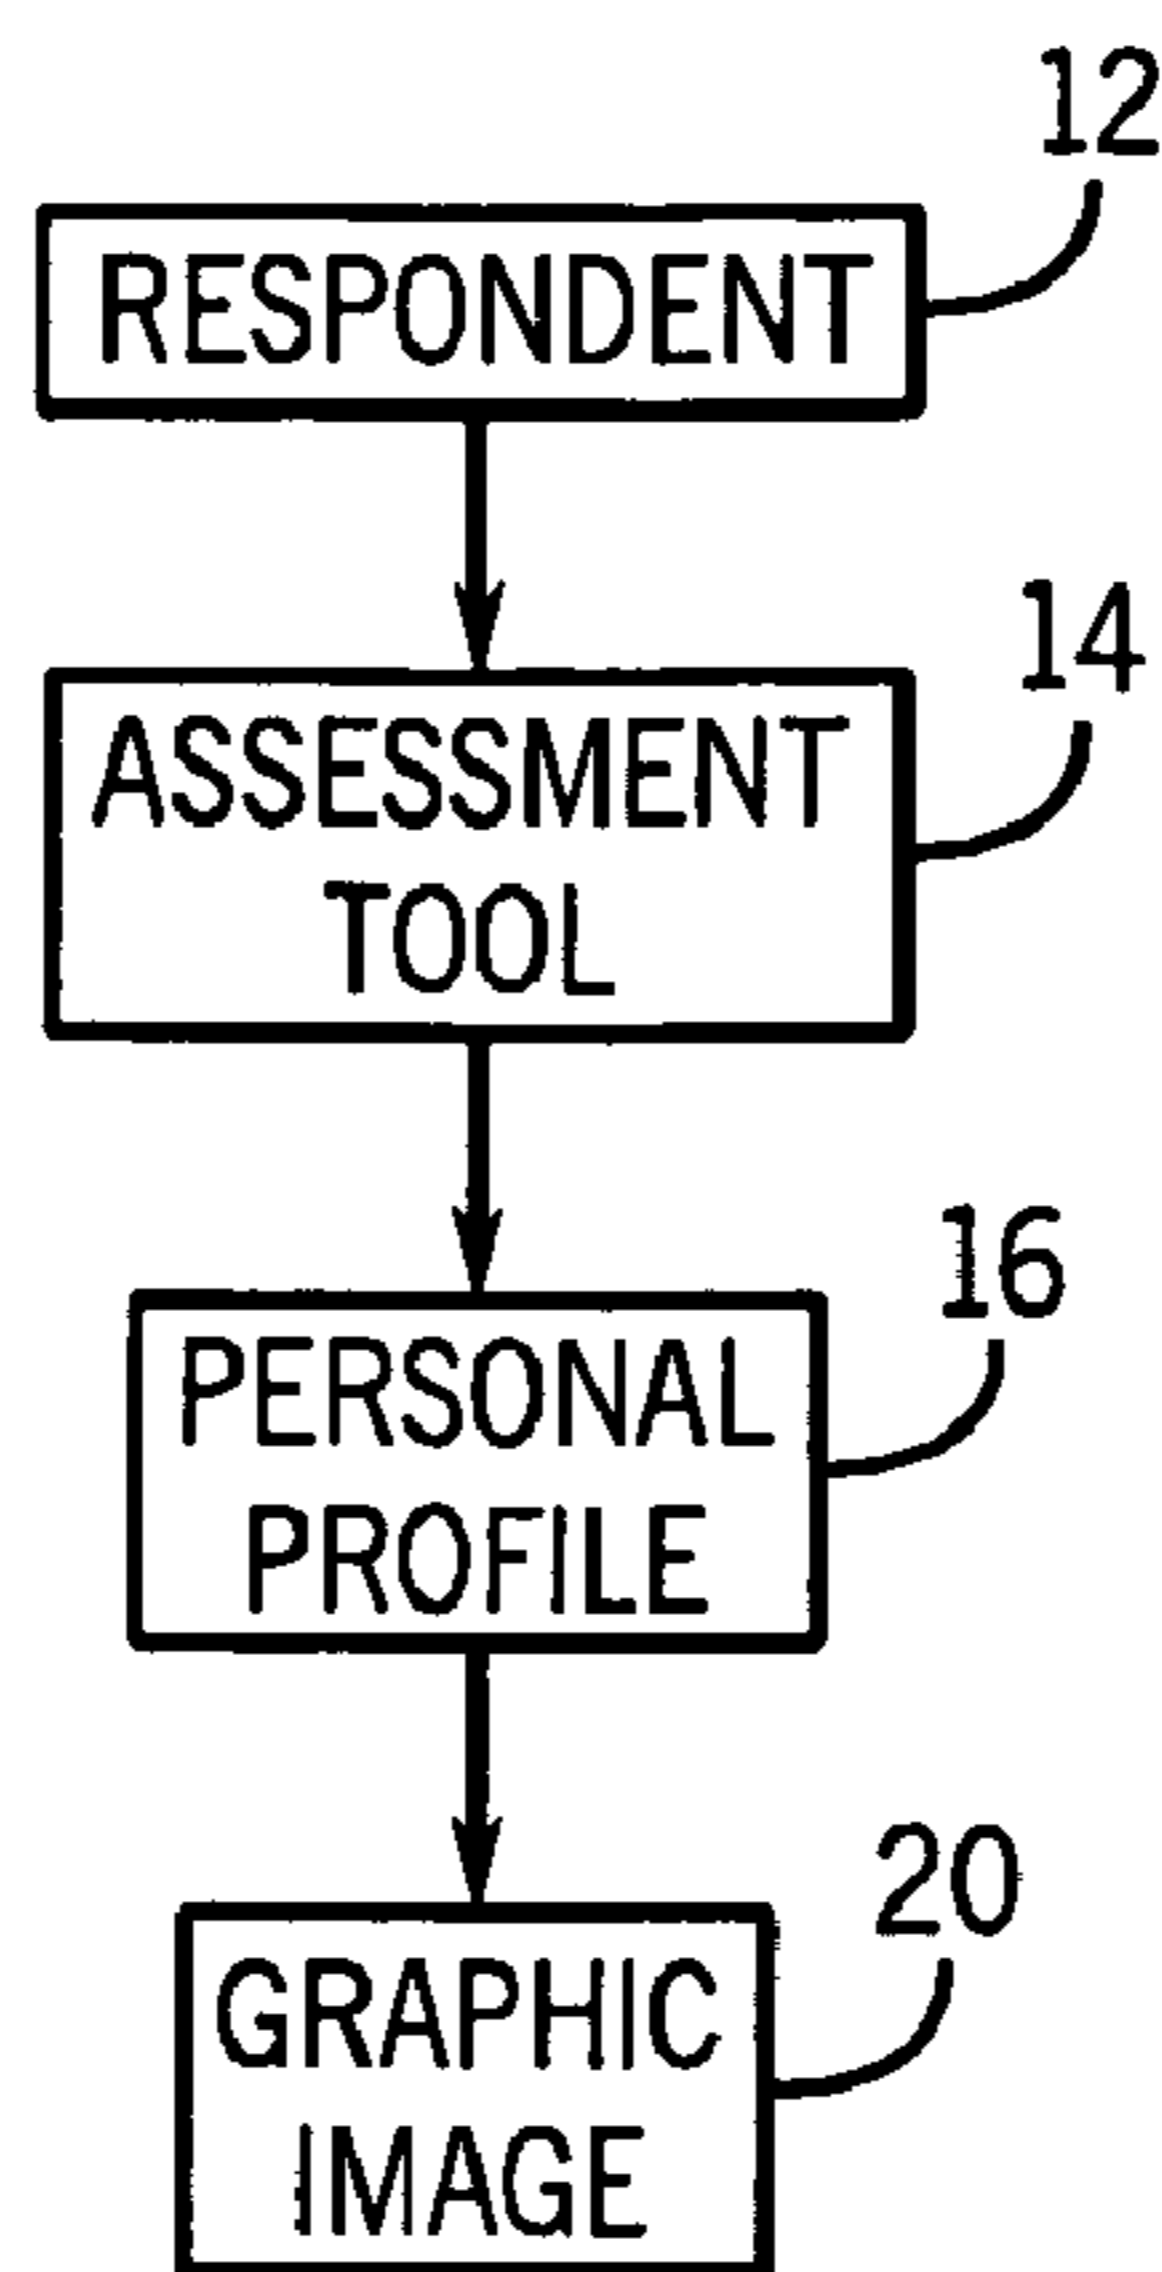 12
RESPONDENT
14
ASSESSMENT
TOOL
16
PERSONAL
PROFILE
20
GRAPHIC
IMAGE